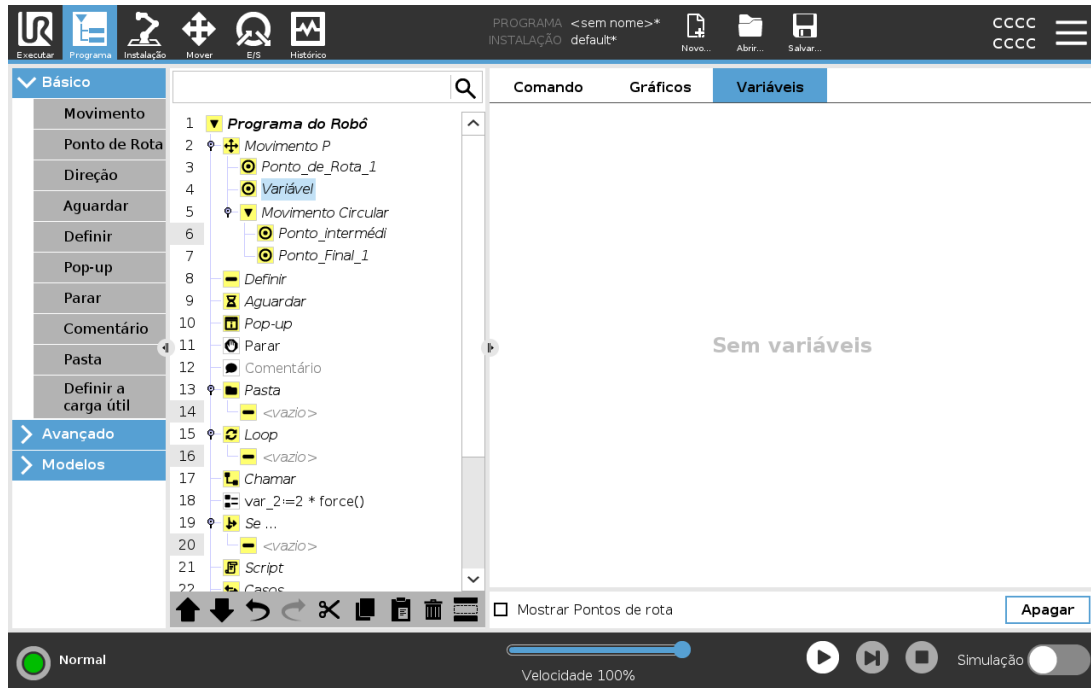 PROGRAMA <sem nome>*
INSTALAÇÃO default*
Executar
Programa
Instalação
Mover
E/S
Histórico
Novo...
Abrir...
Salvar...
CCCC
CCCC
Básico
Movimento
Ponto de Rota
Direção
Aguardar
Definir
Pop-up
Parar
Comentário
Pasta
Definir a
carga útil
Avançado
Modelos
1 Programa do Robô
2 Movimento P
3 Ponto_de_Rota_1
4 Variável
5 Movimento Circular
6 Ponto_intermédi
7 Ponto_Final_1
8 Definir
9 Aguardar
10 Pop-up
11 Parar
12 Comentário
13 Pasta
14 <vazio>
15 Loop
16 <vazio>
17 Chamar
18 var_2:=2 * force()
19 Se ...
20 <vazio>
21 Script
22 Casos
Comando
Gráficos
Variáveis
Sem variáveis
Mostrar Pontos de rota
Apagar
Normal
Velocidade 100%
Simulação